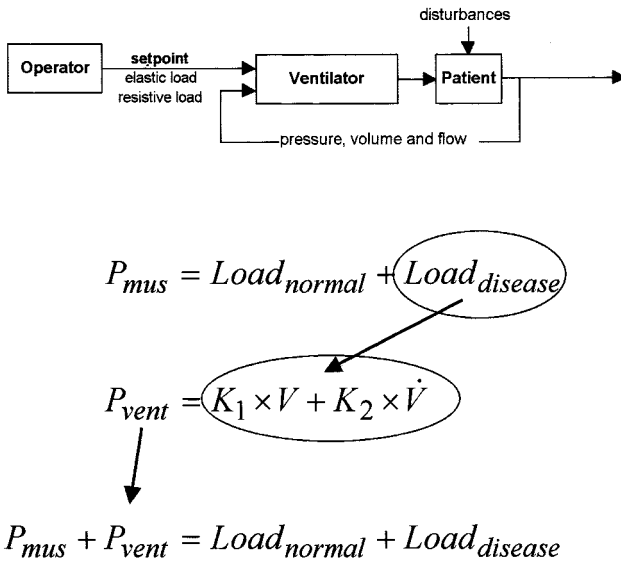 disturbances
Operator
setpoint
elastic load
resistive load
Ventilator
Patient
pressure, volume and flow
P_mus = Load_normal + Load_disease
P_vent = K_1 × V + K_2 × V̇
P_mus + P_vent = Load_normal + Load_disease